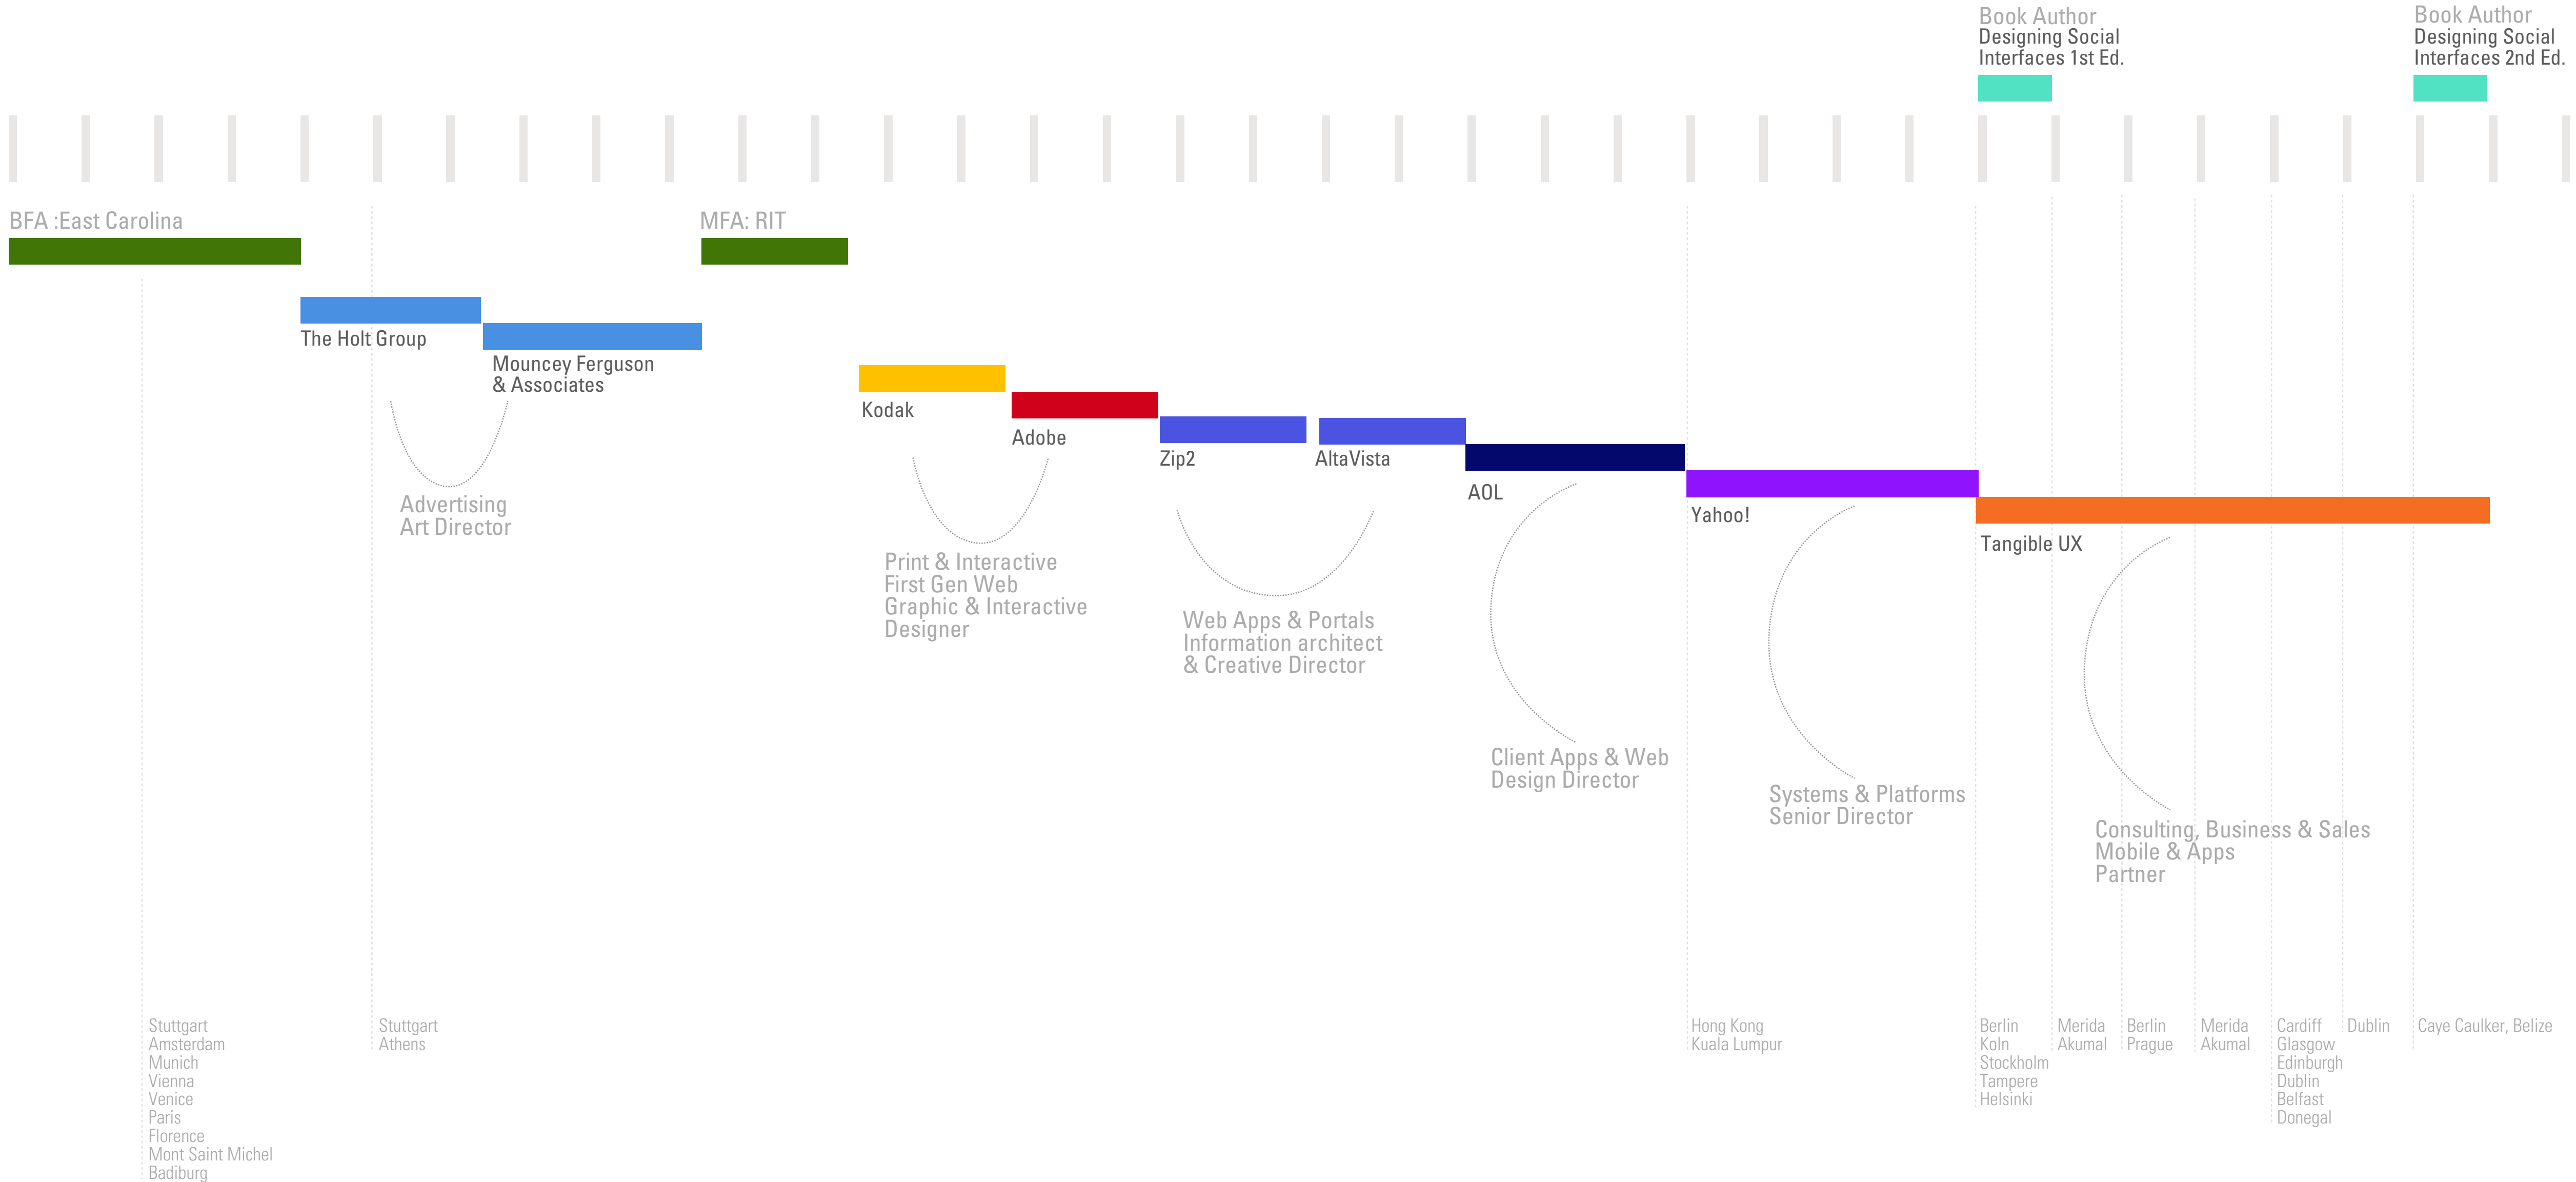 Book Author
Designing Social
Interfaces 1st Ed.
Book Author
Designing Social
Interfaces 2nd Ed.
BFA :East Carolina
MFA: RIT
The Holt Group
Mouncey Ferguson
& Associates
Kodak
Adobe
Zip2
AltaVista
AOL
Yahoo!
Tangible UX
Advertising
Art Director
Print & Interactive
First Gen Web
Graphic & Interactive
Designer
Web Apps & Portals
Information architect
& Creative Director
Client Apps & Web
Design Director
Systems & Platforms
Senior Director
Consulting, Business & Sales
Mobile & Apps
Partner
Stuttgart
Amsterdam
Munich
Vienna
Venice
Paris
Florence
Mont Saint Michel
Badiburg
Stuttgart
Athens
Hong Kong
Kuala Lumpur
Berlin
Koln
Stockholm
Tampere
Helsinki
Merida
Akumal
Berlin
Prague
Merida
Akumal
Cardiff
Glasgow
Edinburgh
Dublin
Belfast
Donegal
Dublin
Caye Caulker, Belize